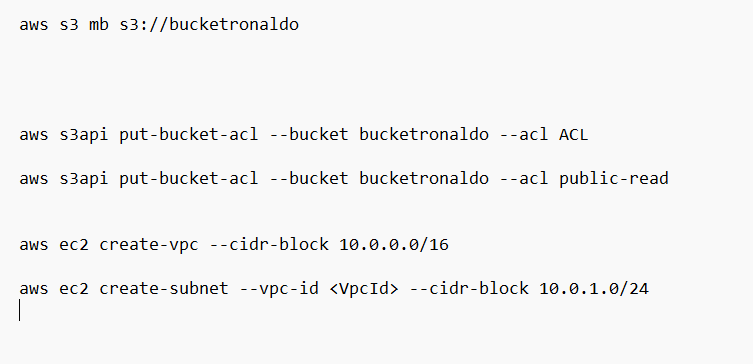 aws s3 mb s3://bucketronaldo
aws s3api put-bucket-acl --bucket bucketronaldo --acl ACL
aws s3api put-bucket-acl --bucket bucketronaldo --acl public-read
aws ec2 create-vpc --cidr-block 10.0.0.0/16
aws ec2 create-subnet --vpc-id <VpcId> --cidr-block 10.0.1.0/24